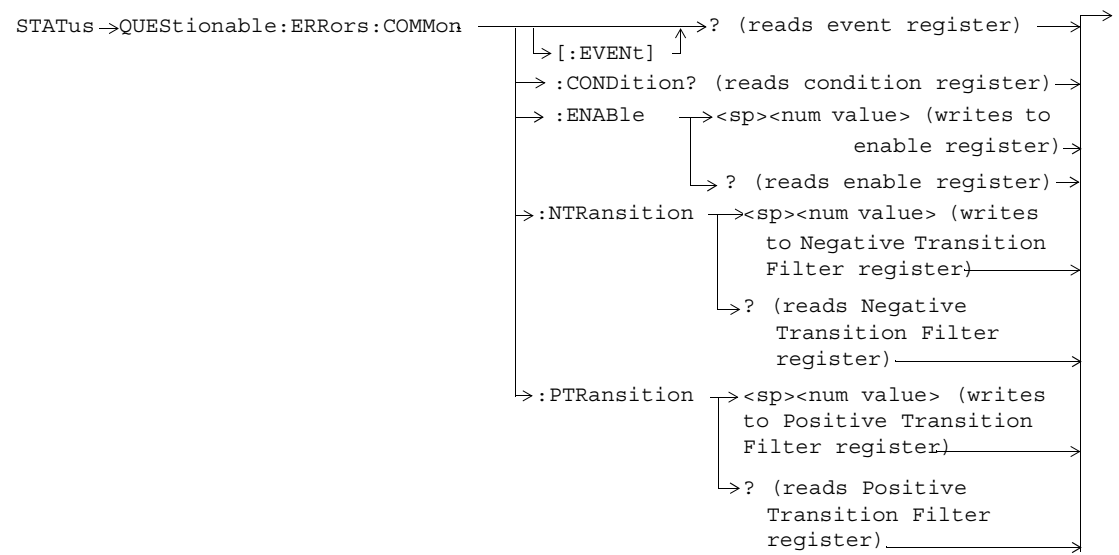 STATus QUEStionable:ERRors:COMMon ? (reads event register)
[:EVENt]
:CONDition? (reads condition register)
:ENABle <sp><num value> (writes to
enable register)
? (reads enable register)
:NTRansition <sp><num value> (writes
to Negative Transition
Filter register)
? (reads Negative
Transition Filter
register)
:PTRansition <sp><num value> (writes
to Positive Transition
Filter register)
? (reads Positive
Transition Filter
register)